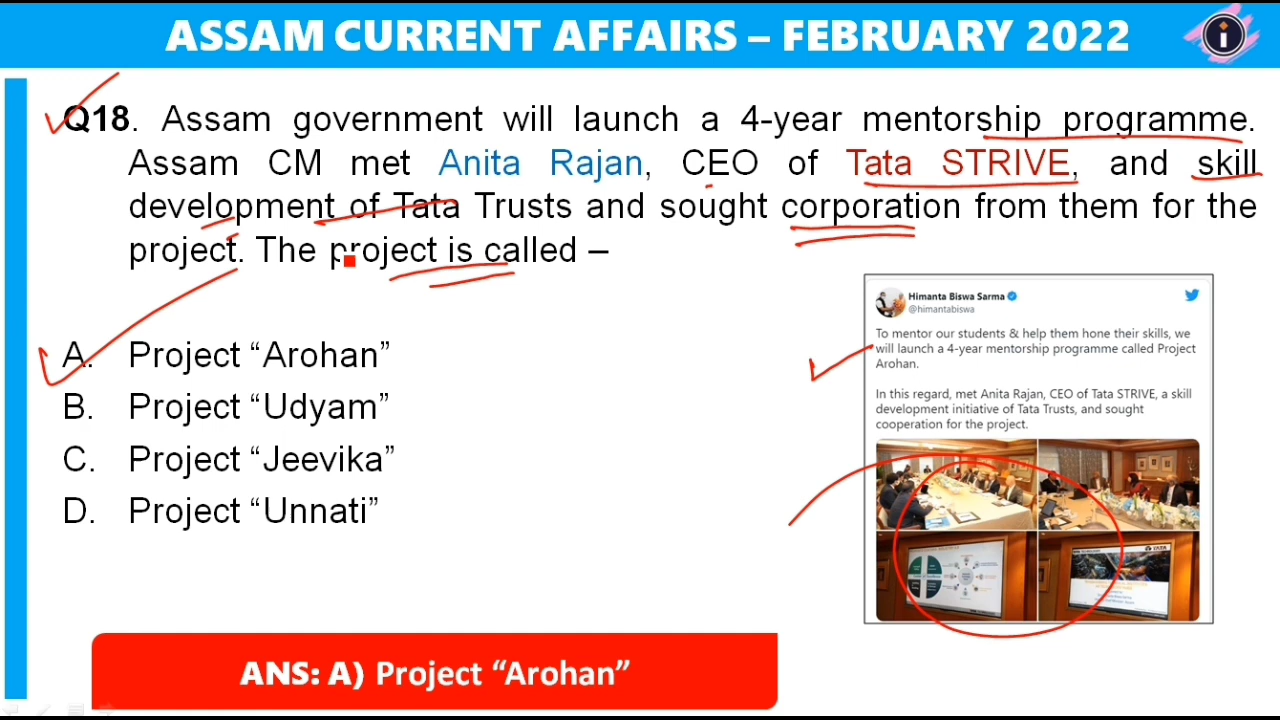 ASSAM CURRENT AFFAIRS – FEBRUARY 2022
i
Q18. Assam government will launch a 4-year mentorship programme.
Assam CM met Anita Rajan, CEO of Tata STRIVE, and skill
development of Tata Trusts and sought corporation from them for the
project. The project is called –
A. Project “Arohan”
B. Project “Udyam”
C. Project “Jeevika”
D. Project “Unnati”
Himanta Biswa Sarma
@himantabiswa
To mentor our students & help them hone their skills, we
will launch a 4-year mentorship programme called Project
Arohan.
In this regard, met Anita Rajan, CEO of Tata STRIVE, a skill
development initiative of Tata Trusts, and sought
cooperation for the project.
TATA
ANS: A) Project “Arohan”